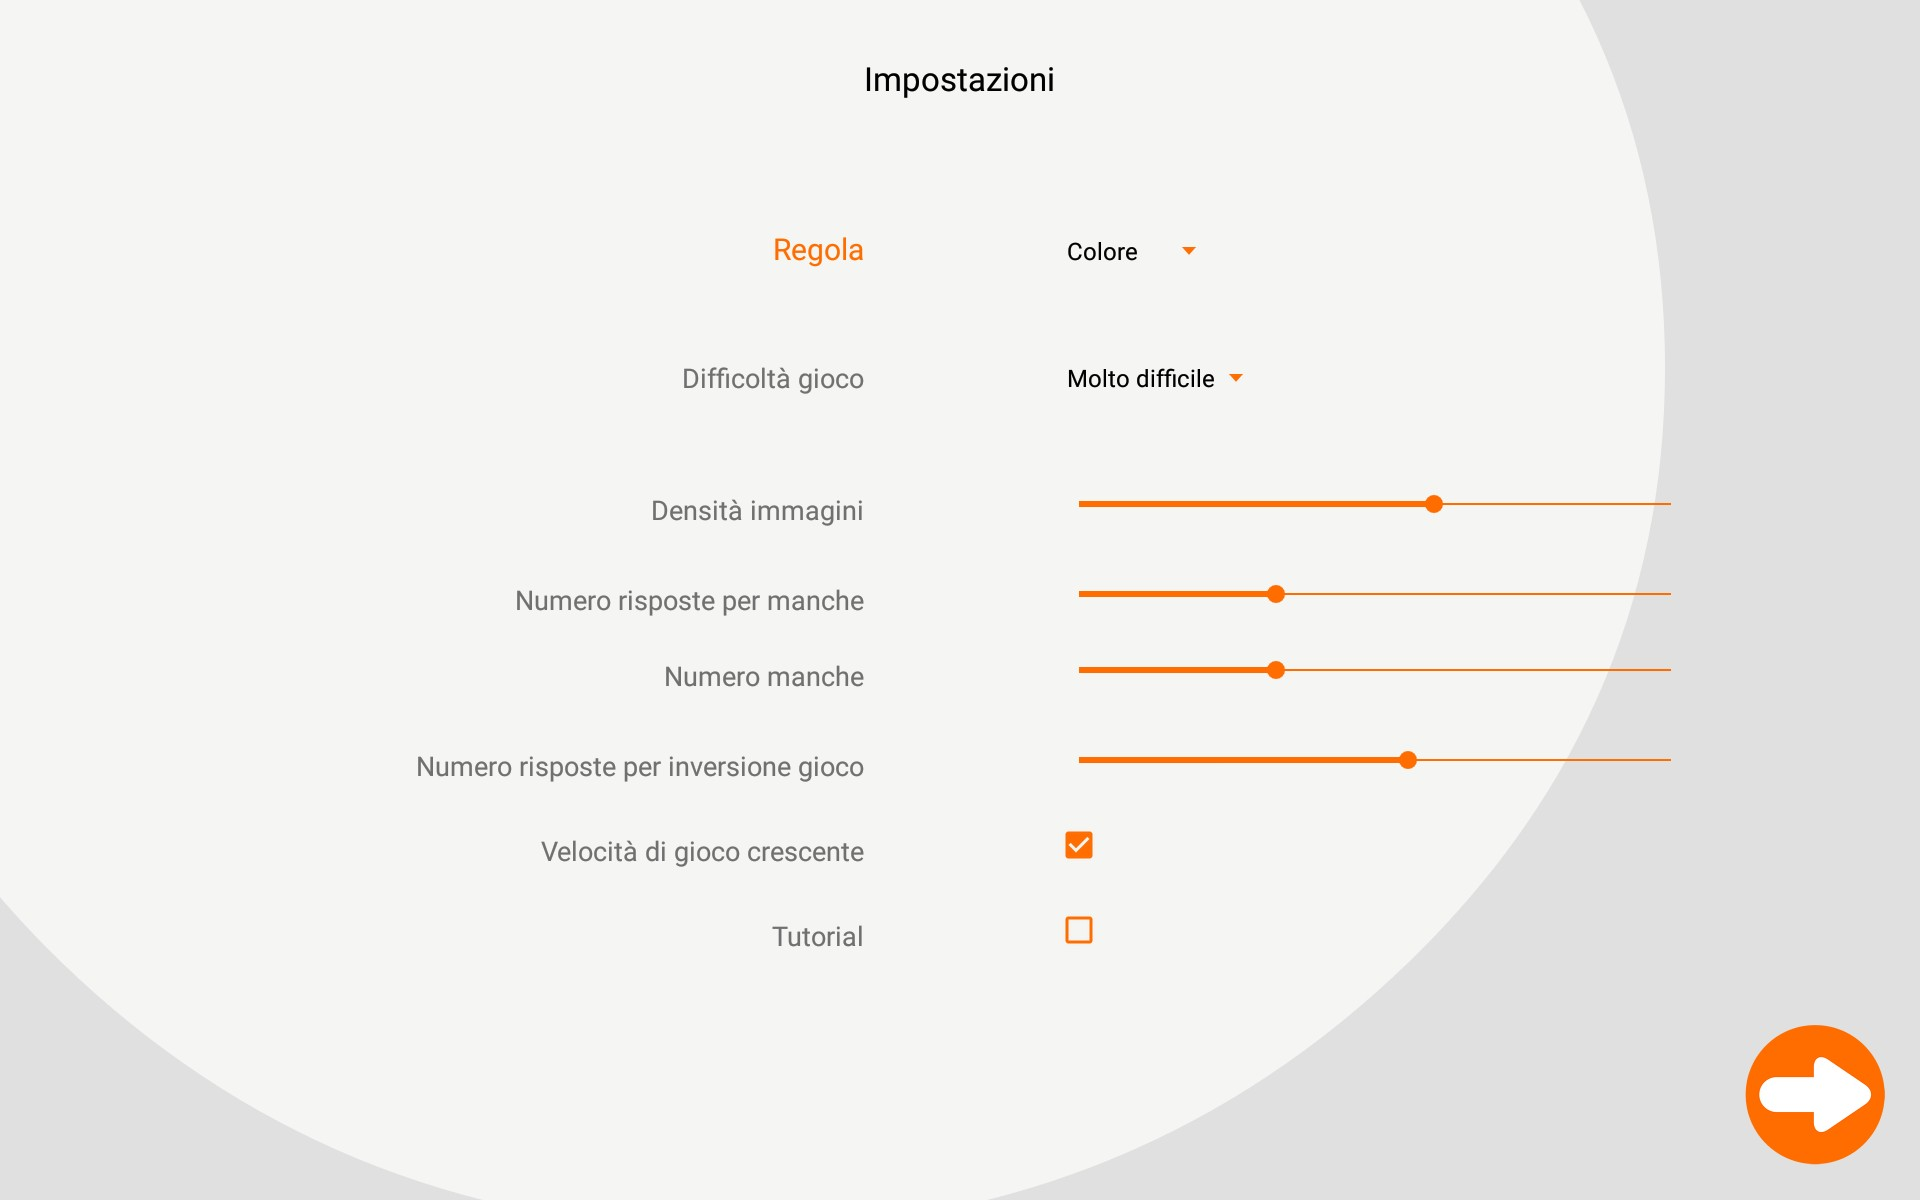 Impostazioni
Regola Colore
Difficoltà gioco Molto difficile
Densità immagini
Numero risposte per manche
Numero manche
Numero risposte per inversione gioco
Velocità di gioco crescente
Tutorial